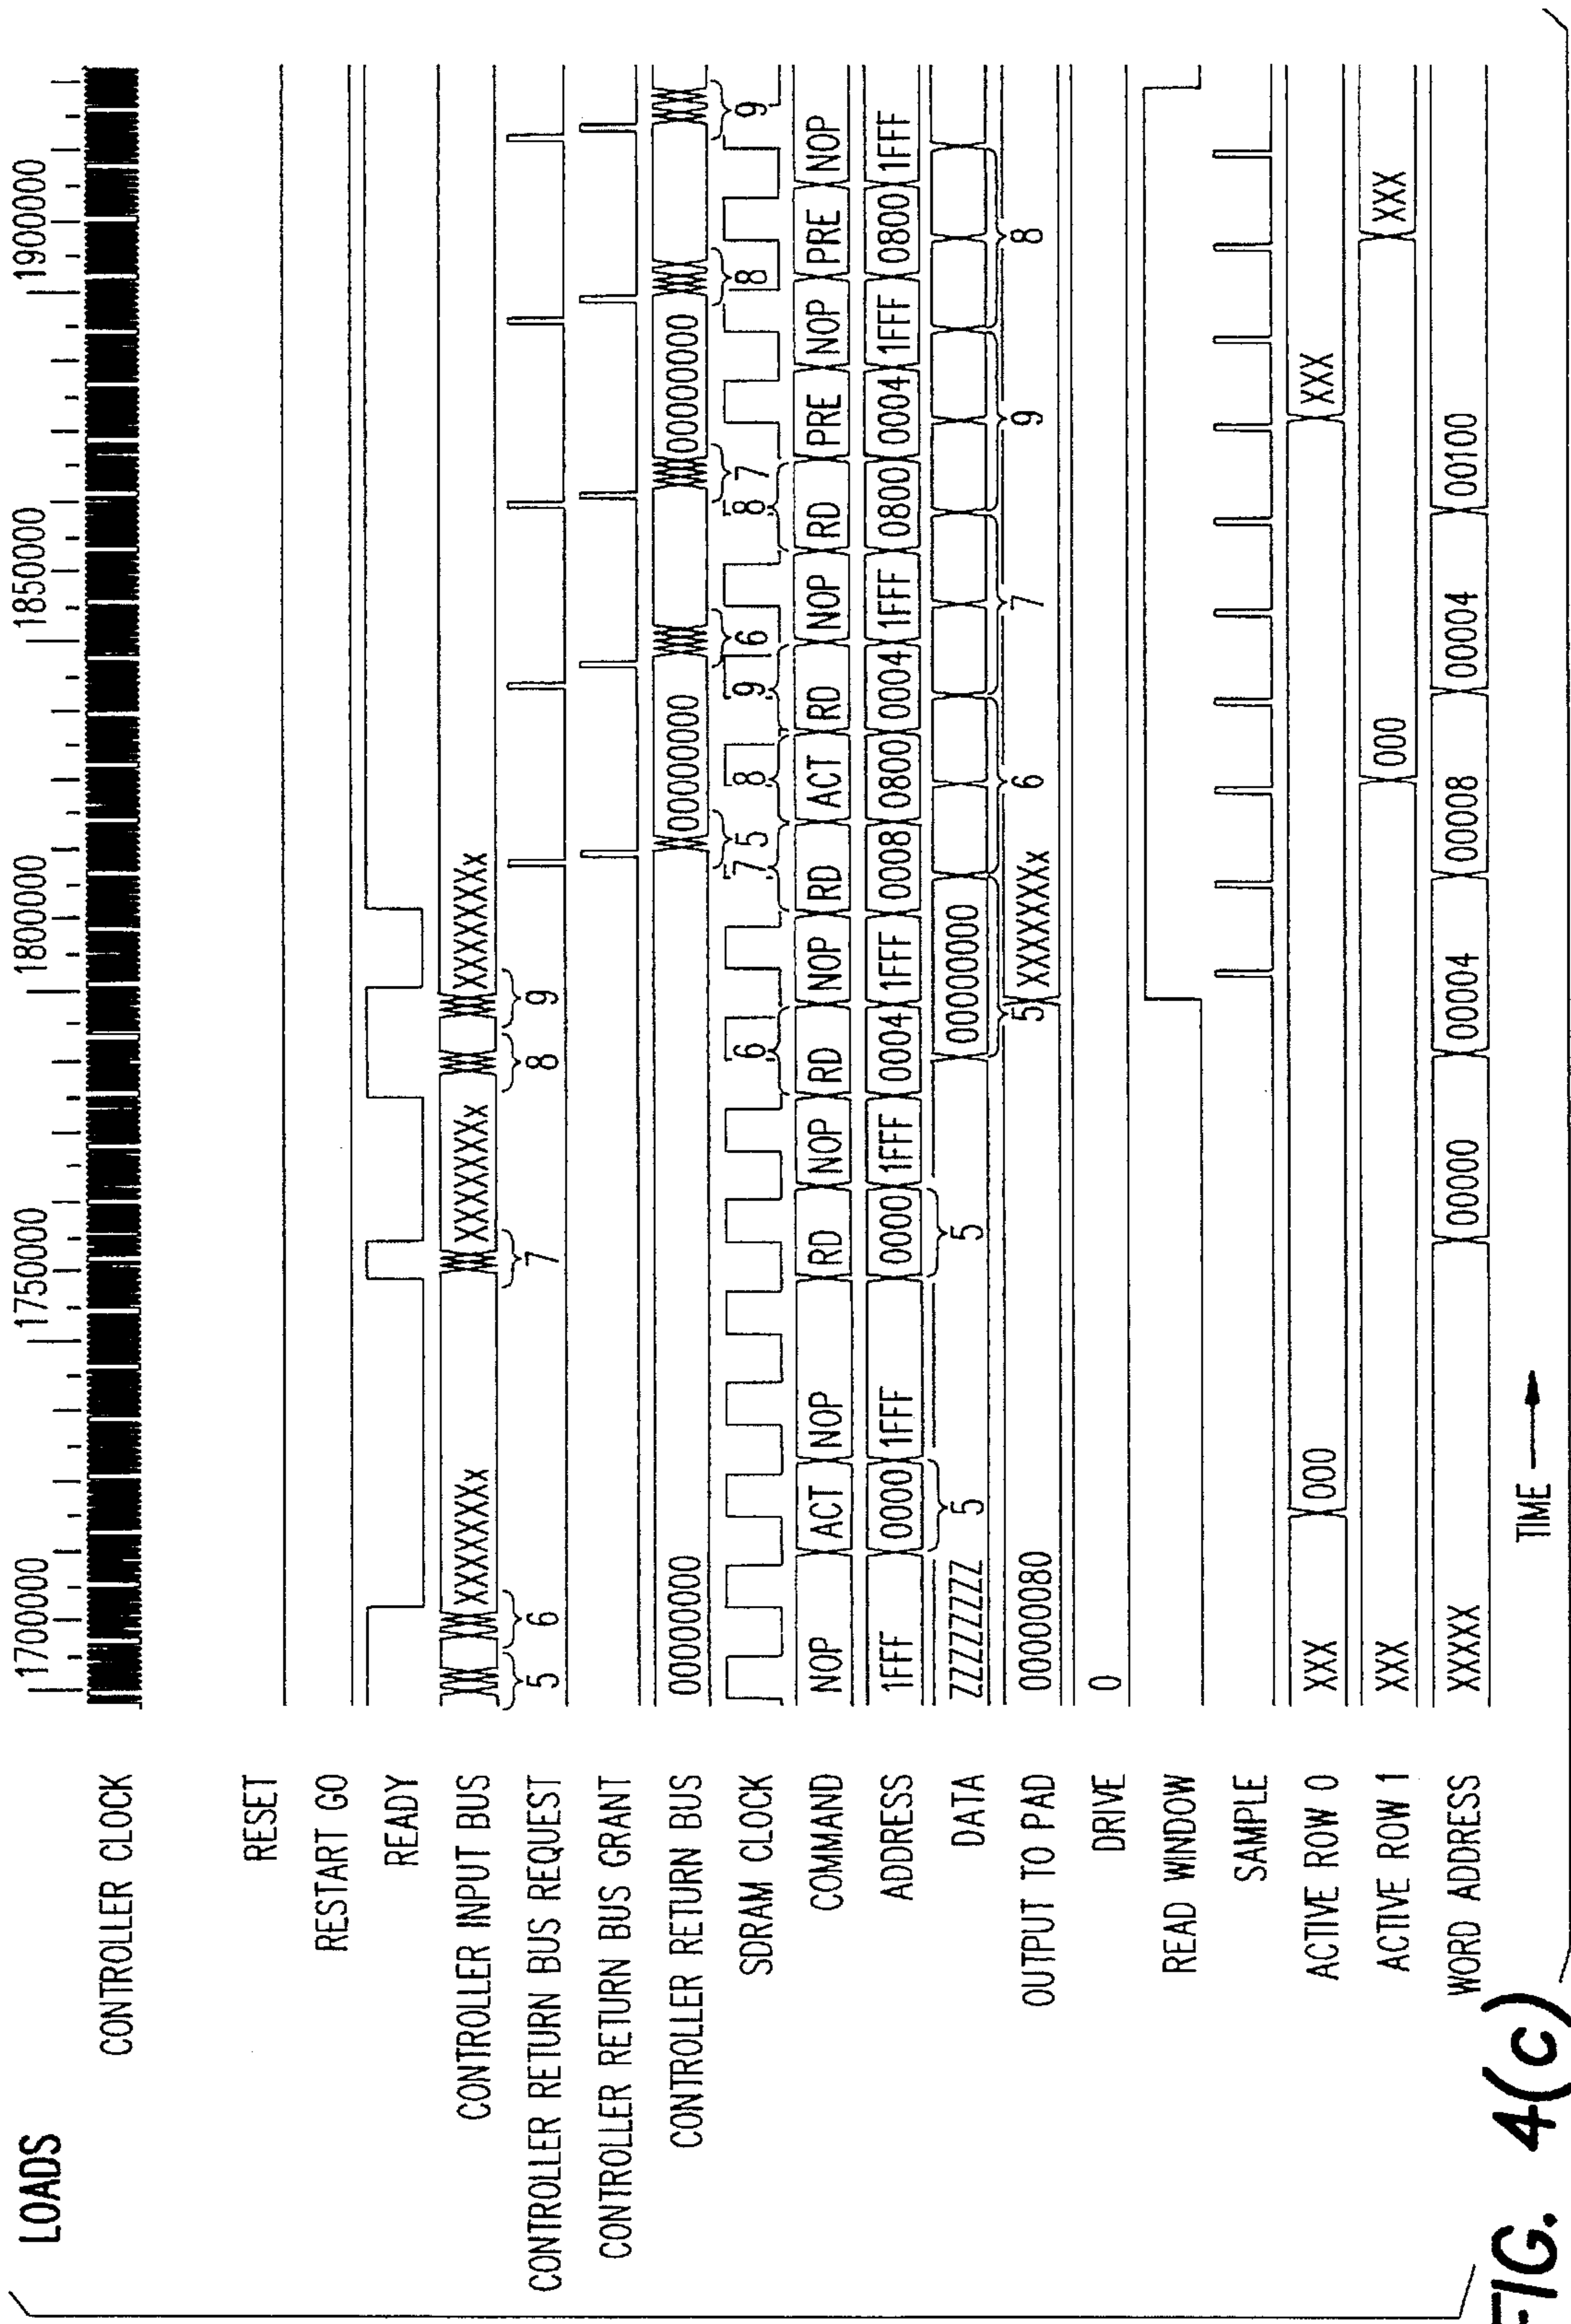 LOADS
1700000 1750000 1800000 1850000 1900000
CONTROLLER CLOCK
RESET
RESTART GO
READY
CONTROLLER INPUT BUS XXXXXXXx XXXXXXXx XXXXXXXx
5 6 7 8 9
CONTROLLER RETURN BUS REQUEST
CONTROLLER RETURN BUS GRANT
CONTROLLER RETURN BUS 00000000 00000000 00000000
5 6 7 8 9
SDRAM CLOCK
6 7 8 9 8
COMMAND NOP ACT NOP RD NOP RD NOP RD ACT RD NOP RD PRE NOP PRE NOP
ADDRESS 1FFF 0000 1FFF 0000 1FFF 0004 1FFF 0008 0800 0004 1FFF 0800 0004 1FFF 0800 1FFF
5 5
DATA ZZZZZZZZ 00000000
5 6 7 9 8
OUTPUT TO PAD 00000080 XXXXXXXx
DRIVE 0
READ WINDOW
SAMPLE
ACTIVE ROW 0 XXX 000 XXX
ACTIVE ROW 1 XXX 000 XXX
WORD ADDRESS XXXXX 00000 00004 00008 00004 00100
TIME
FIG. 4(c)